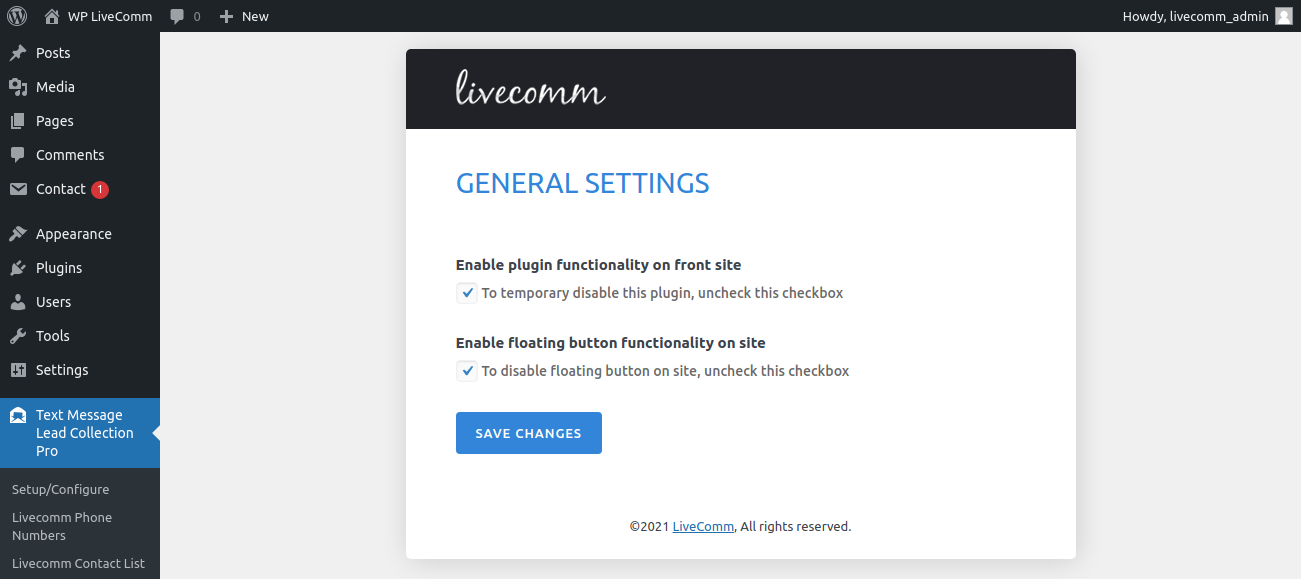 WP LiveComm 0 New Howdy, livecomm_admin
Posts
Media
Pages
Comments
Contact 1
Appearance
Plugins
Users
Tools
Settings
Text Message
Lead Collection
Pro
Setup/Configure
Livecomm Phone
Numbers
Livecomm Contact List
livecomm
GENERAL SETTINGS
Enable plugin functionality on front site
To temporary disable this plugin, uncheck this checkbox
Enable floating button functionality on site
To disable floating button on site, uncheck this checkbox
SAVE CHANGES
©2021 LiveComm, All rights reserved.